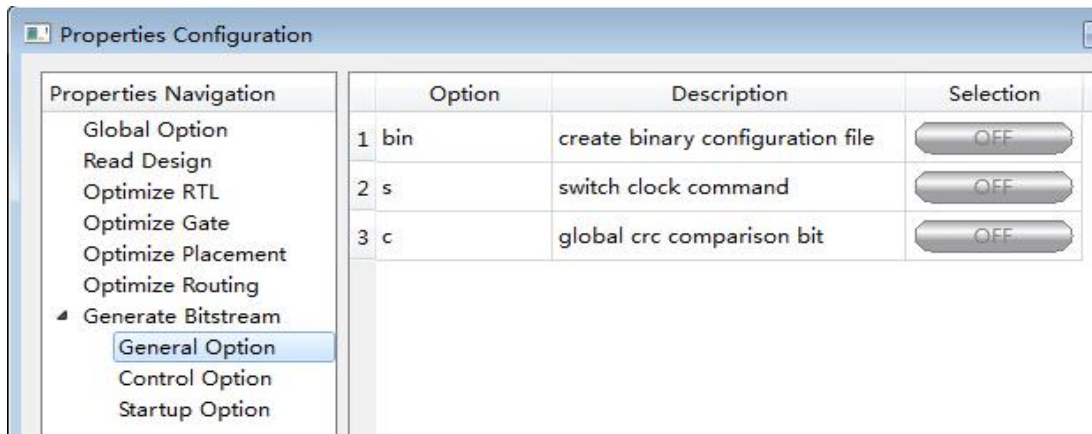 Properties Configuration
Properties Navigation
Global Option
Read Design
Optimize RTL
Optimize Gate
Optimize Placement
Optimize Routing
Generate Bitstream
General Option
Control Option
Startup Option
Option Description Selection
1 bin create binary configuration file OFF
2 s switch clock command OFF
3 c global crc comparison bit OFF